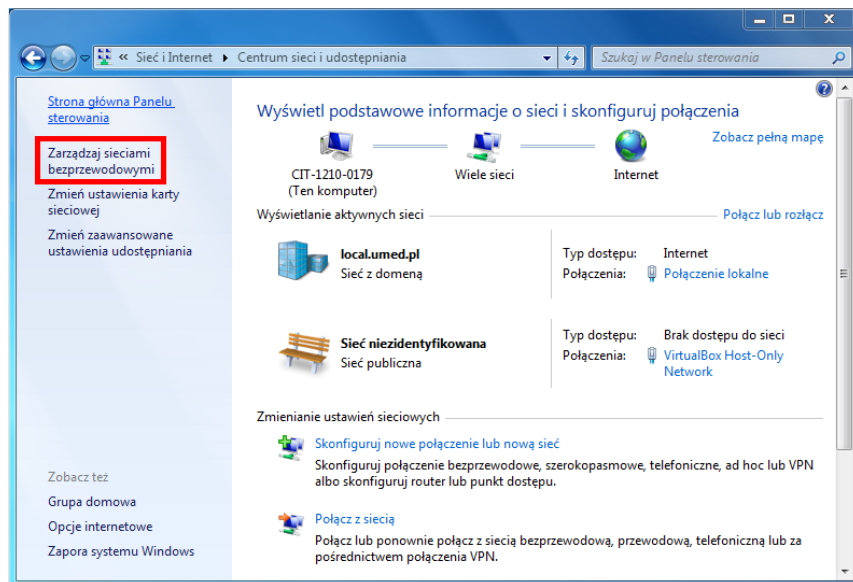 « Sieć i Internet ▸ Centrum sieci i udostępniania
Szukaj w Panelu sterowania
Strona główna Panelu
sterowania
Zarządzaj sieciami
bezprzewodowymi
Zmień ustawienia karty
sieciowej
Zmień zaawansowane
ustawienia udostępniania
Zobacz też
Grupa domowa
Opcje internetowe
Zapora systemu Windows
Wyświetl podstawowe informacje o sieci i skonfiguruj połączenia
Zobacz pełną mapę
CIT-1210-0179
(Ten komputer)
Wiele sieci
Internet
Wyświetlanie aktywnych sieci
Połącz lub rozłącz
local.umed.pl
Sieć z domeną
Typ dostępu: Internet
Połączenia: Połączenie lokalne
Sieć niezidentyfikowana
Sieć publiczna
Typ dostępu: Brak dostępu do sieci
Połączenia: VirtualBox Host-Only
Network
Zmienianie ustawień sieciowych
Skonfiguruj nowe połączenie lub nową sieć
Skonfiguruj połączenie bezprzewodowe, szerokopasmowe, telefoniczne, ad hoc lub VPN
albo skonfiguruj router lub punkt dostępu.
Połącz z siecią
Połącz lub ponownie połącz z siecią bezprzewodową, przewodową, telefoniczną lub za
pośrednictwem połączenia VPN.